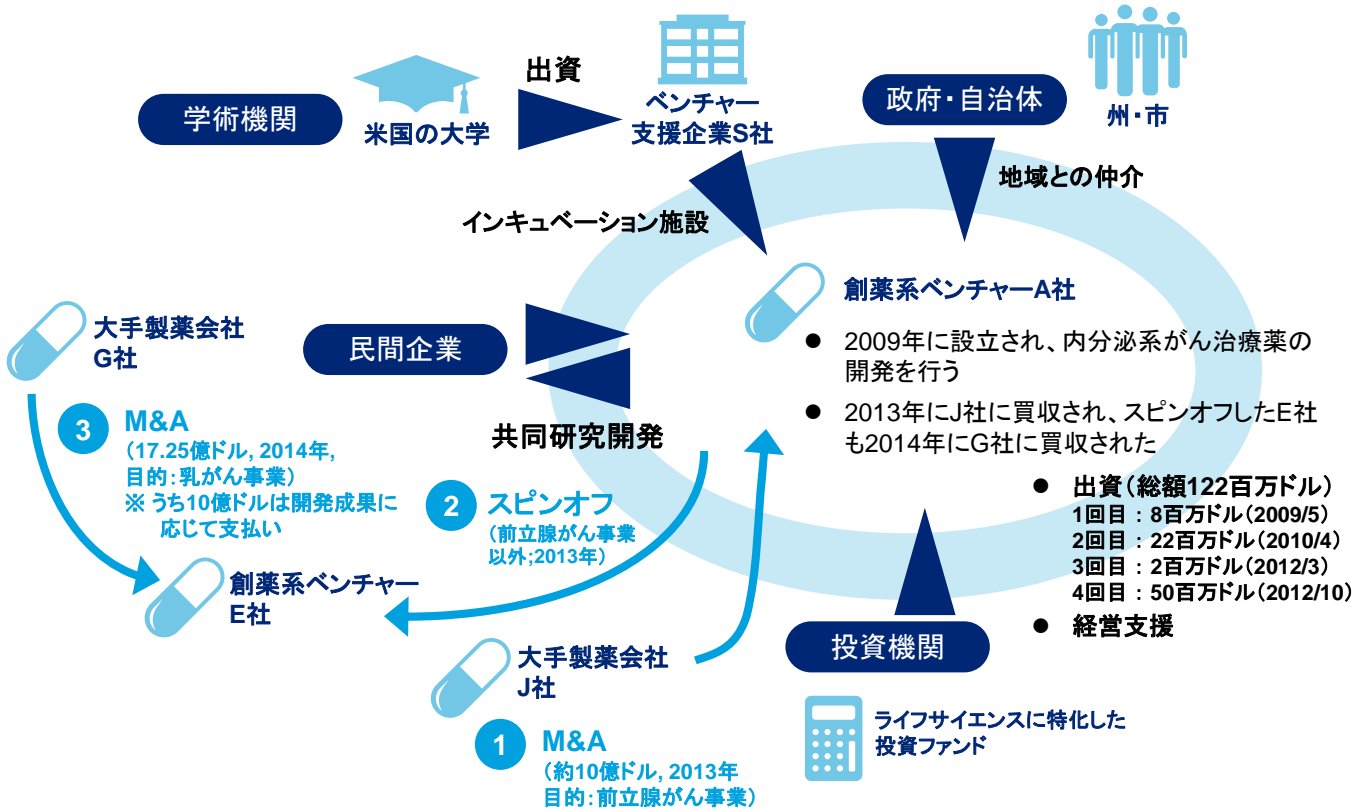 出資
学術機関
米国の大学
ベンチャー
支援企業S社
政府・自治体
州・市
地域との仲介
インキュベーション施設
創薬系ベンチャーA社
● 2009年に設立され、内分泌系がん治療薬の
開発を行う
● 2013年にJ社に買収され、スピンオフしたE社
も2014年にG社に買収された
大手製薬会社
G社
民間企業
共同研究開発
3 M&A
(17.25億ドル, 2014年,
目的:乳がん事業)
※ うち10億ドルは開発成果に
応じて支払い
2 スピンオフ
(前立腺がん事業
以外;2013年)
創薬系ベンチャー
E社
● 出資(総額122百万ドル)
1回目 : 8百万ドル(2009/5)
2回目 : 22百万ドル(2010/4)
3回目 : 2百万ドル(2012/3)
4回目 : 50百万ドル(2012/10)
● 経営支援
投資機関
ライフサイエンスに特化した
投資ファンド
大手製薬会社
J社
1 M&A
(約10億ドル, 2013年
目的:前立腺がん事業)